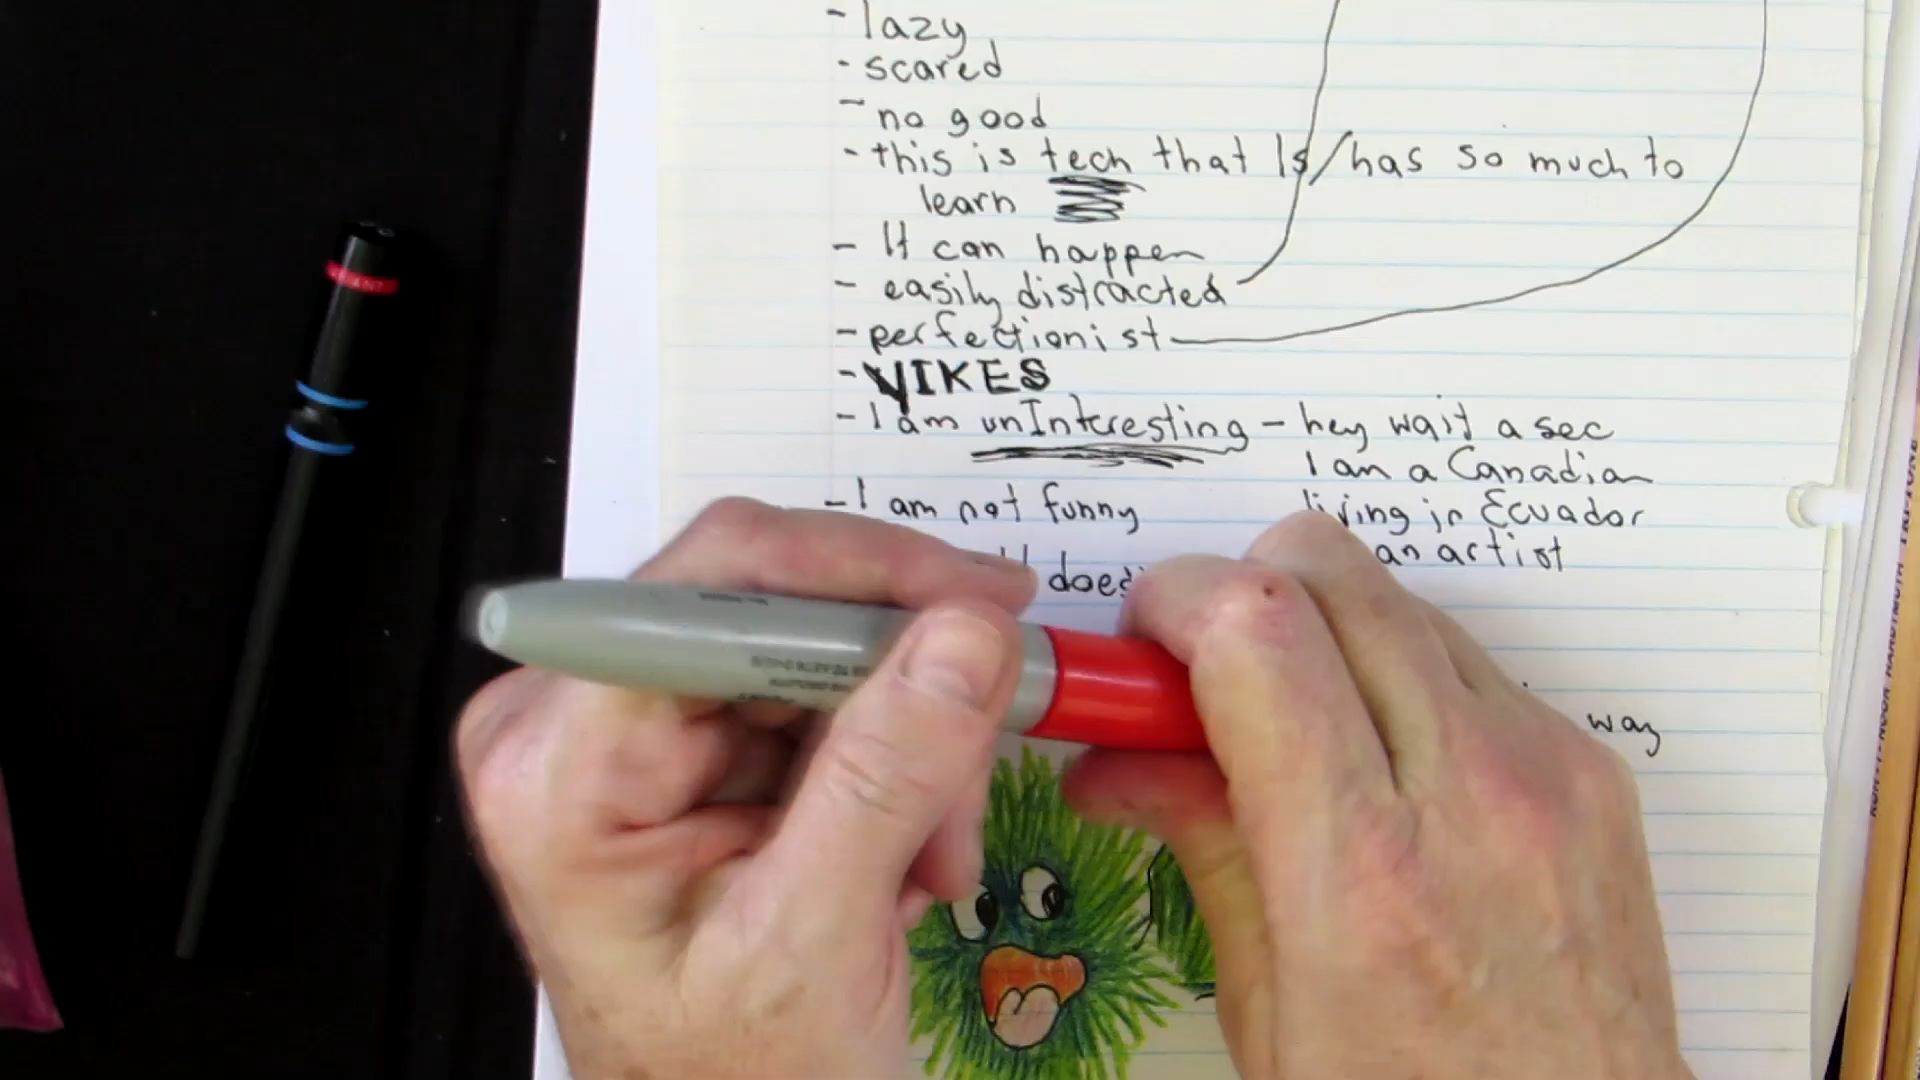 - lazy
- scared
- no good
- this is tech that Is/has so much to
learn
- It can happen
- easily distracted
- perfectionist
- YIKES
- I am unInteresting - hey wait a sec
I am a Canadian
- I am not funny
living in Ecuador
an artist
way